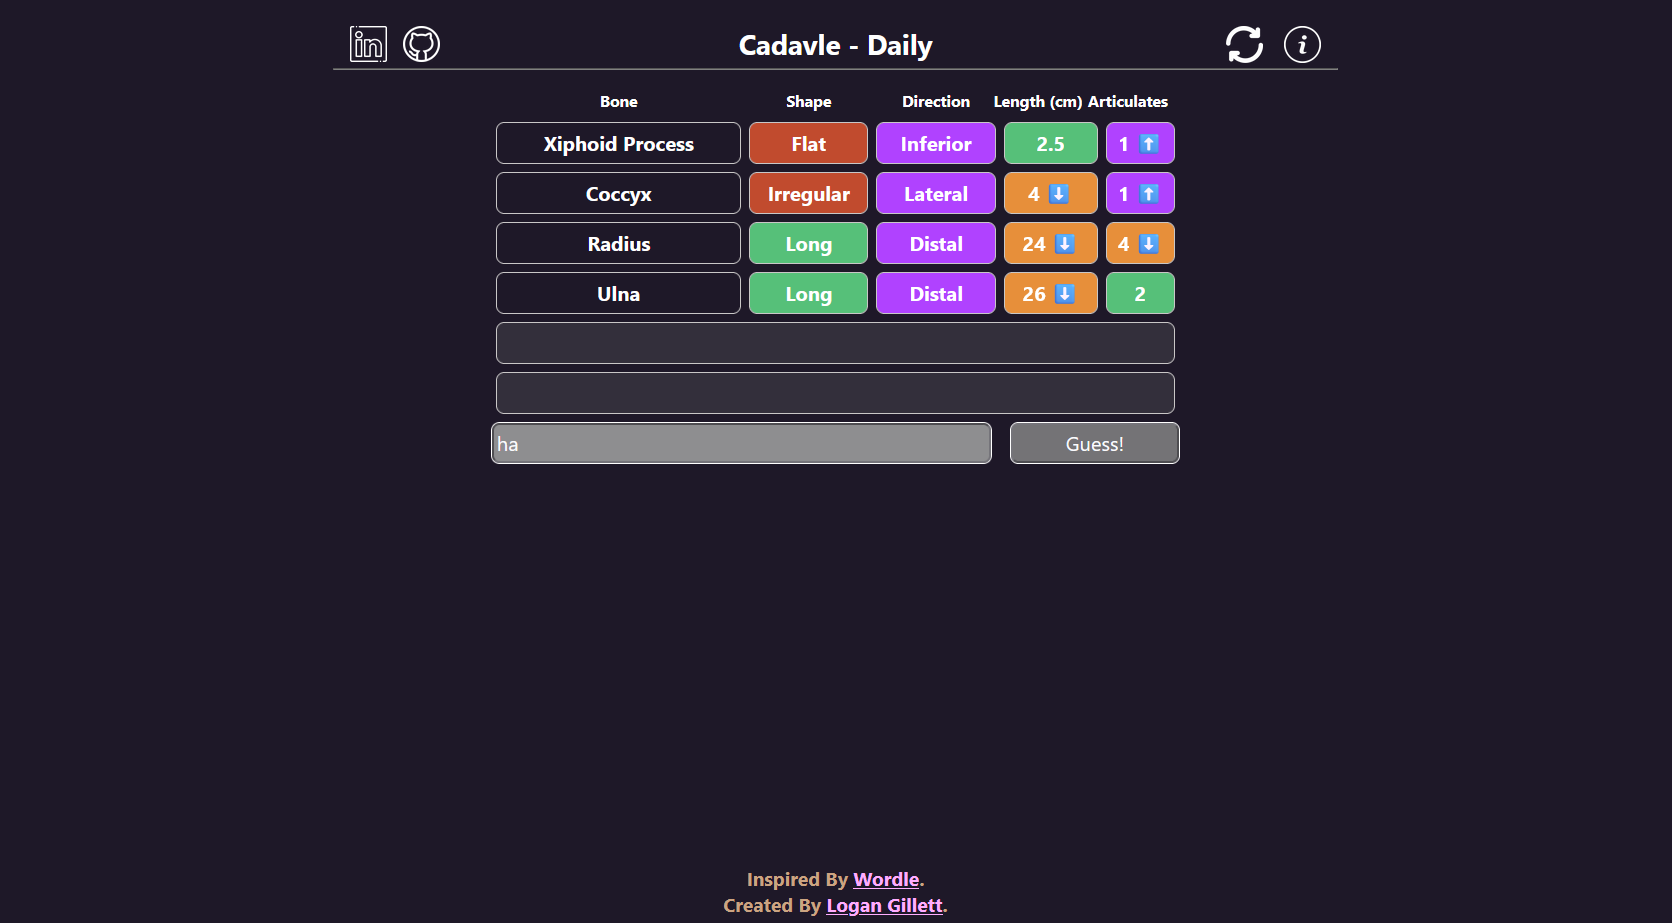 in
Cadavle - Daily
i
Bone Shape Direction Length (cm) Articulates
Xiphoid Process Flat Inferior 2.5 1 ⬆️
Coccyx Irregular Lateral 4 ⬇️ 1 ⬆️
Radius Long Distal 24 ⬇️ 4 ⬇️
Ulna Long Distal 26 ⬇️ 2
ha Guess!
Inspired By Wordle.
Created By Logan Gillett.